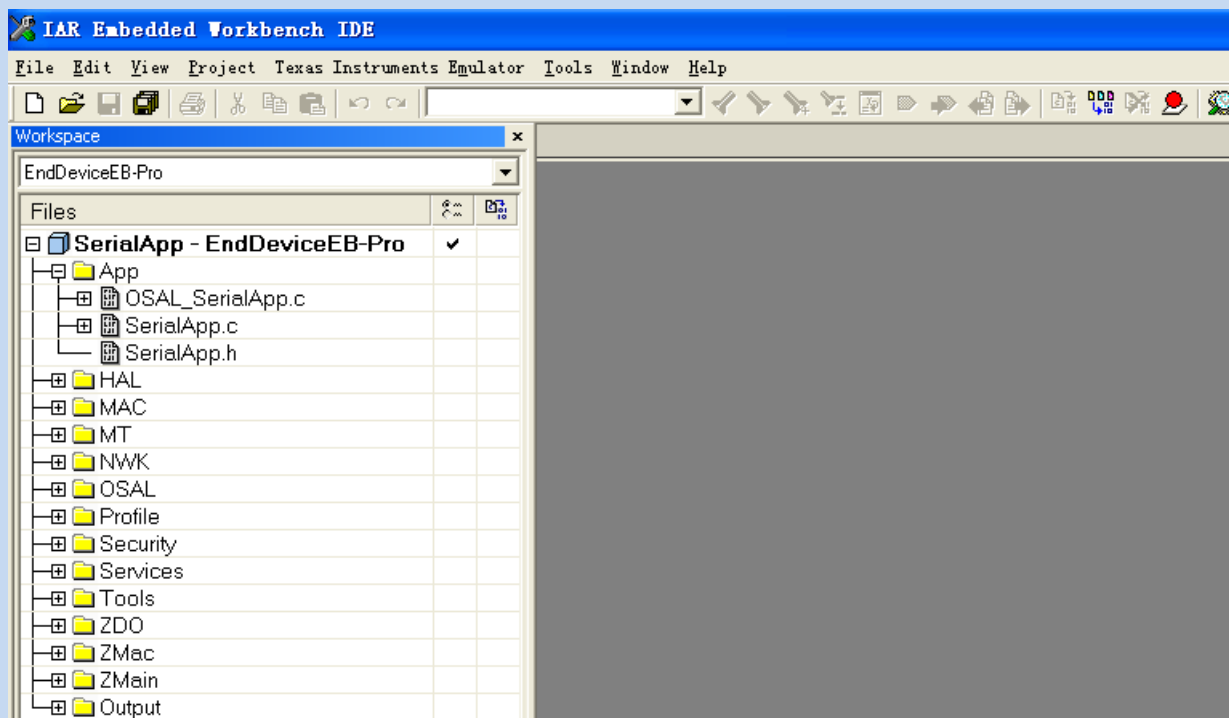 IAR Embedded Workbench IDE
File Edit View Project Texas Instruments Emulator Tools Window Help
Workspace
EndDeviceEB-Pro
Files
SerialApp - EndDeviceEB-Pro
App
OSAL_SerialApp.c
SerialApp.c
SerialApp.h
HAL
MAC
MT
NWK
OSAL
Profile
Security
Services
Tools
ZDO
ZMac
ZMain
Output